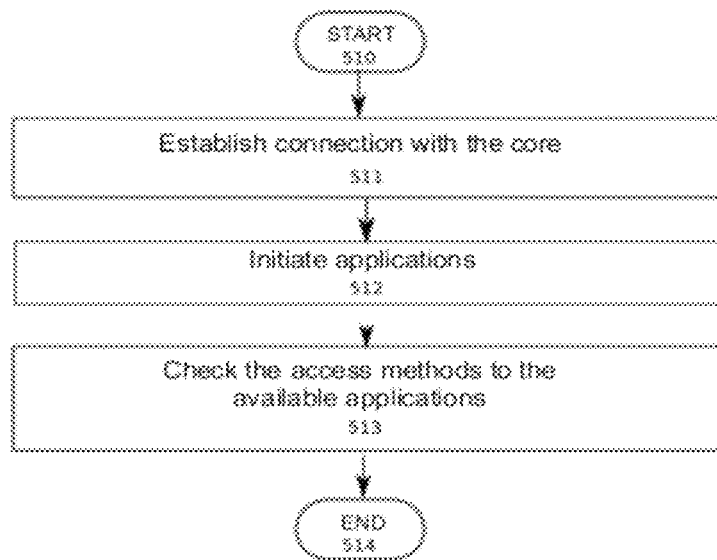 START
510
Establish connection with the core
511
Initiate applications
512
Check the access methods to the
available applications
513
END
514